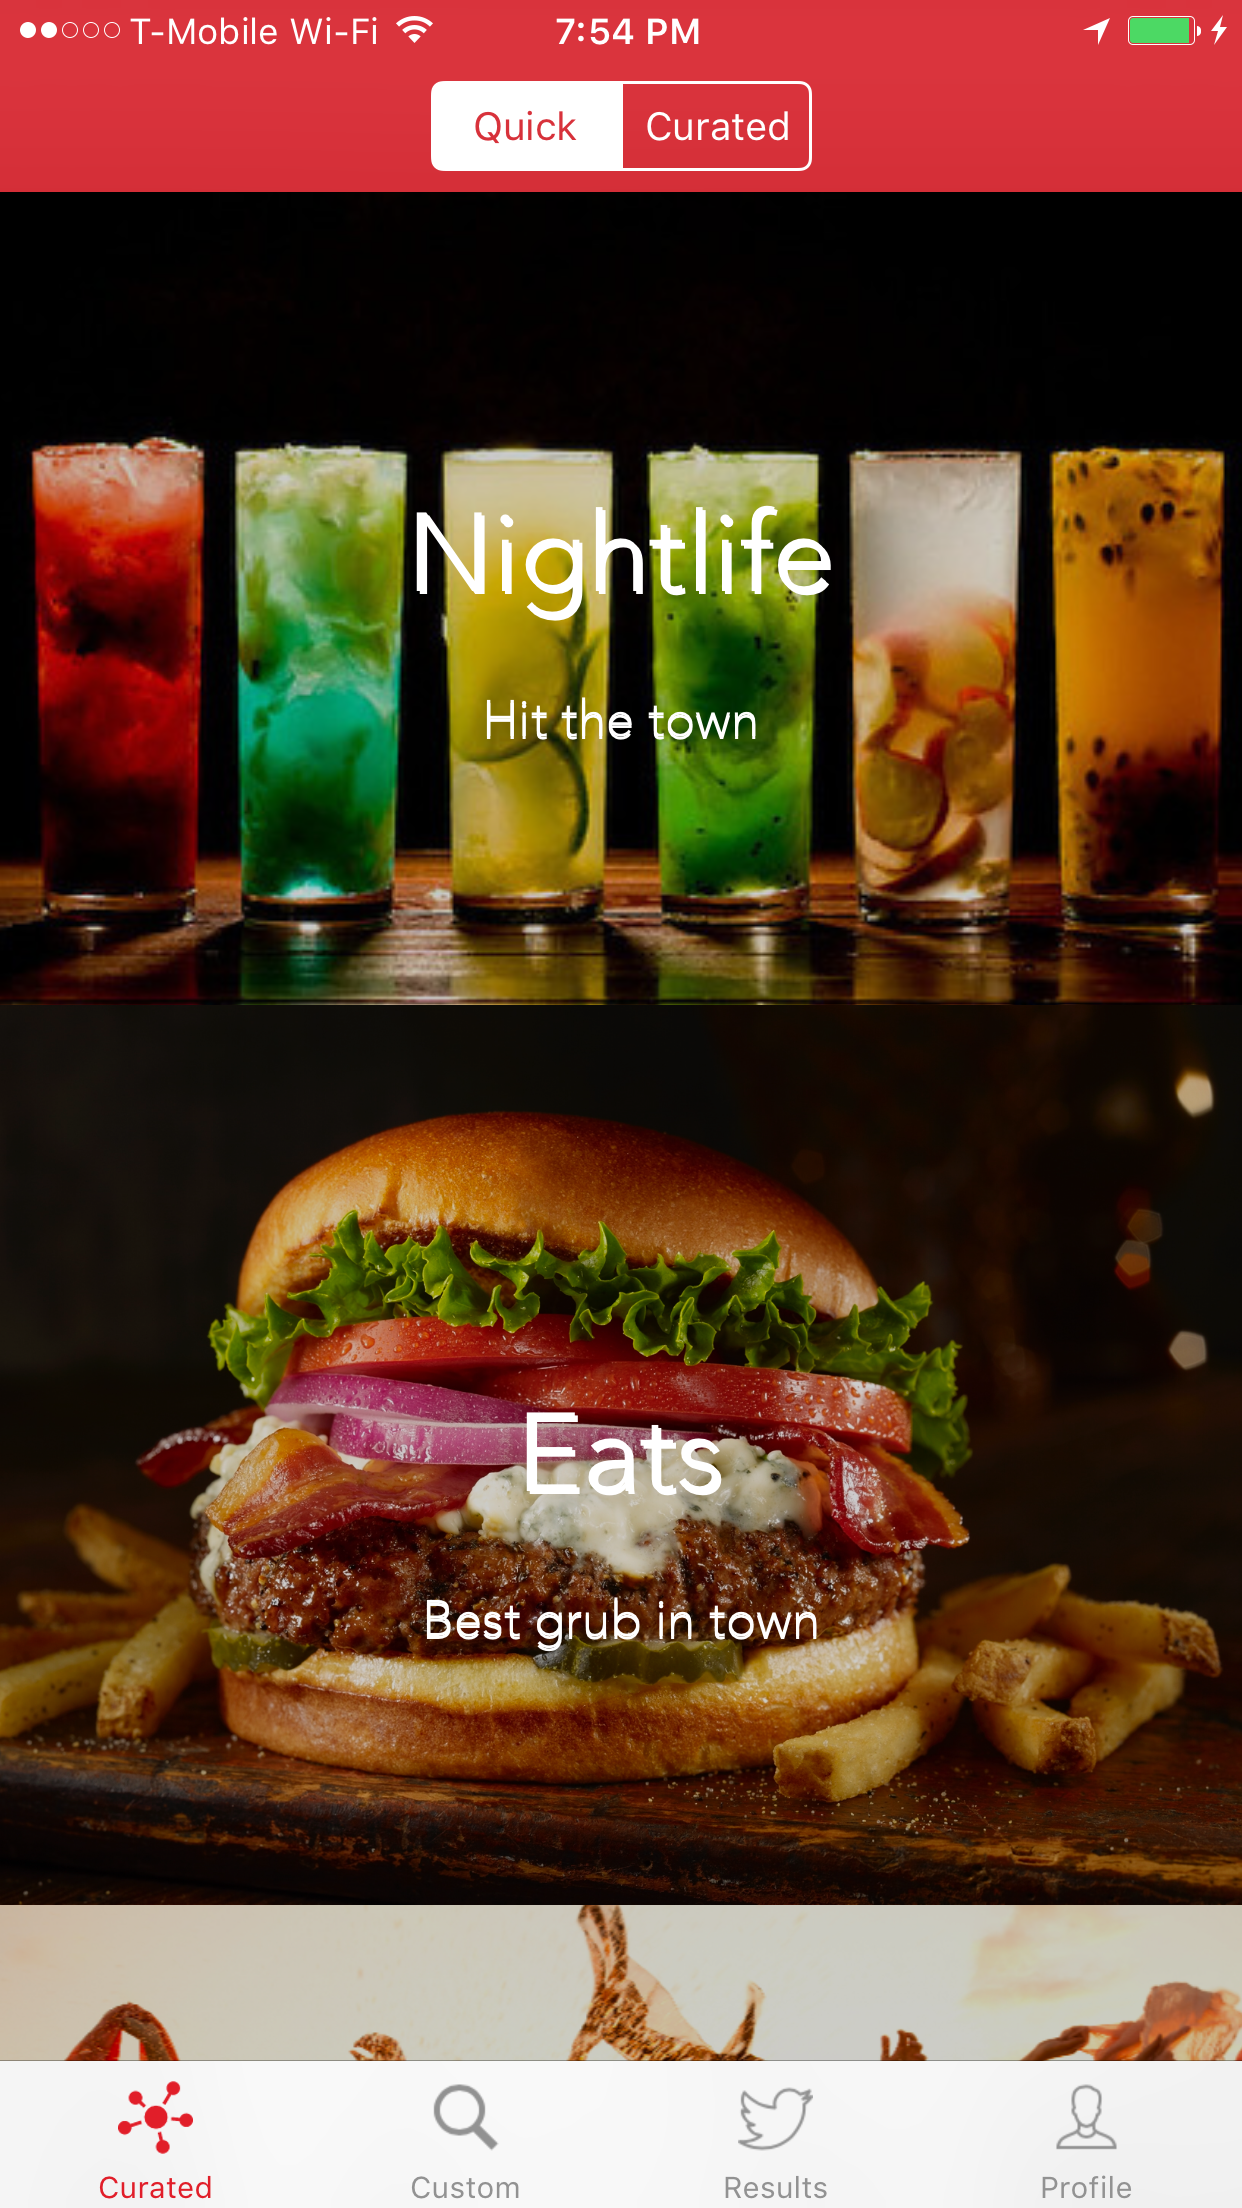 T-Mobile Wi-Fi 7:54 PM
Quick Curated
Nightlife
Hit the town
Eats
Best grub in town
Curated Custom Results Profile